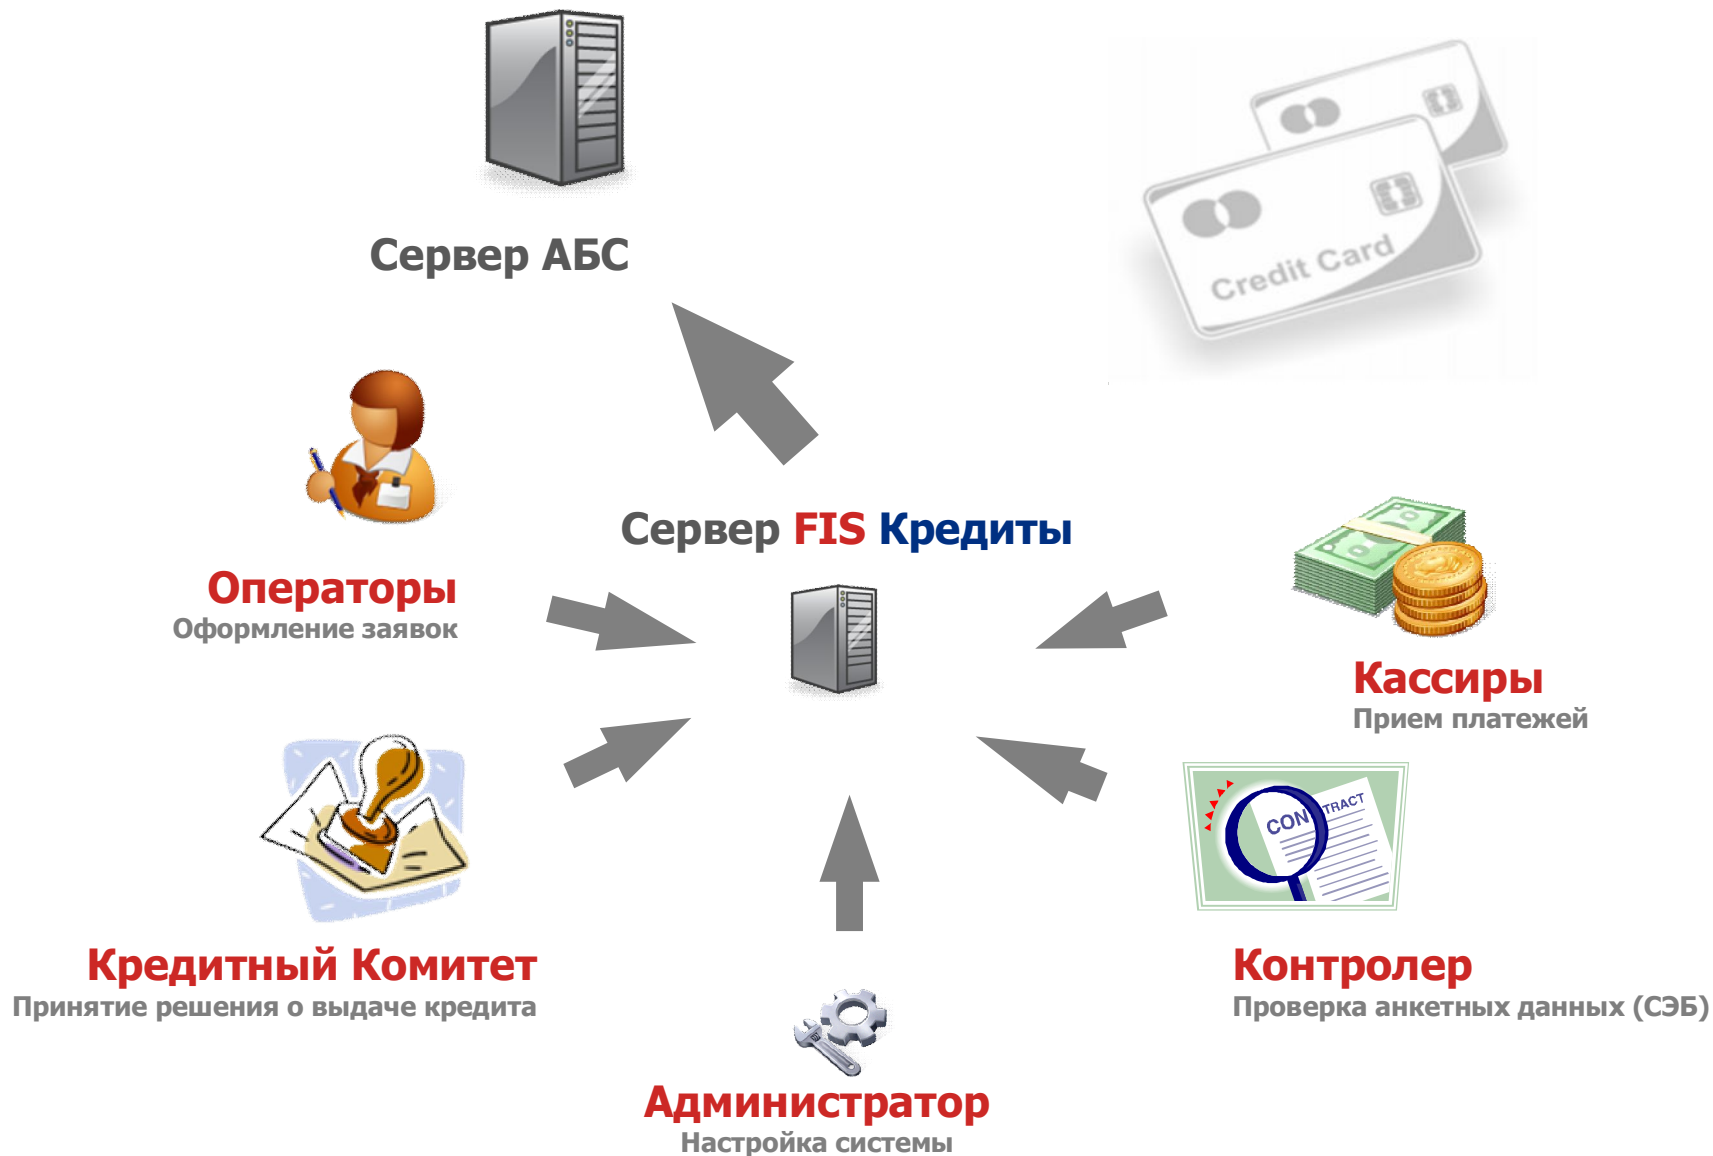 Сервер АБС
Credit Card
Сервер FIS Кредиты
Операторы
Оформление заявок
Кассиры
Прием платежей
CONTRACT
Кредитный Комитет
Принятие решения о выдаче кредита
Контролер
Проверка анкетных данных (СЭБ)
Администратор
Настройка системы